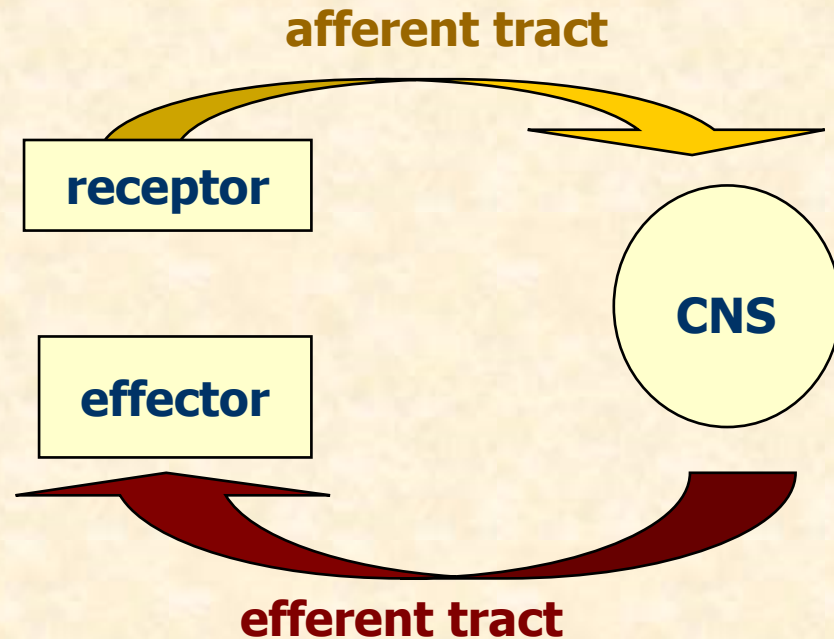 afferent tract
receptor
CNS
effector
efferent tract